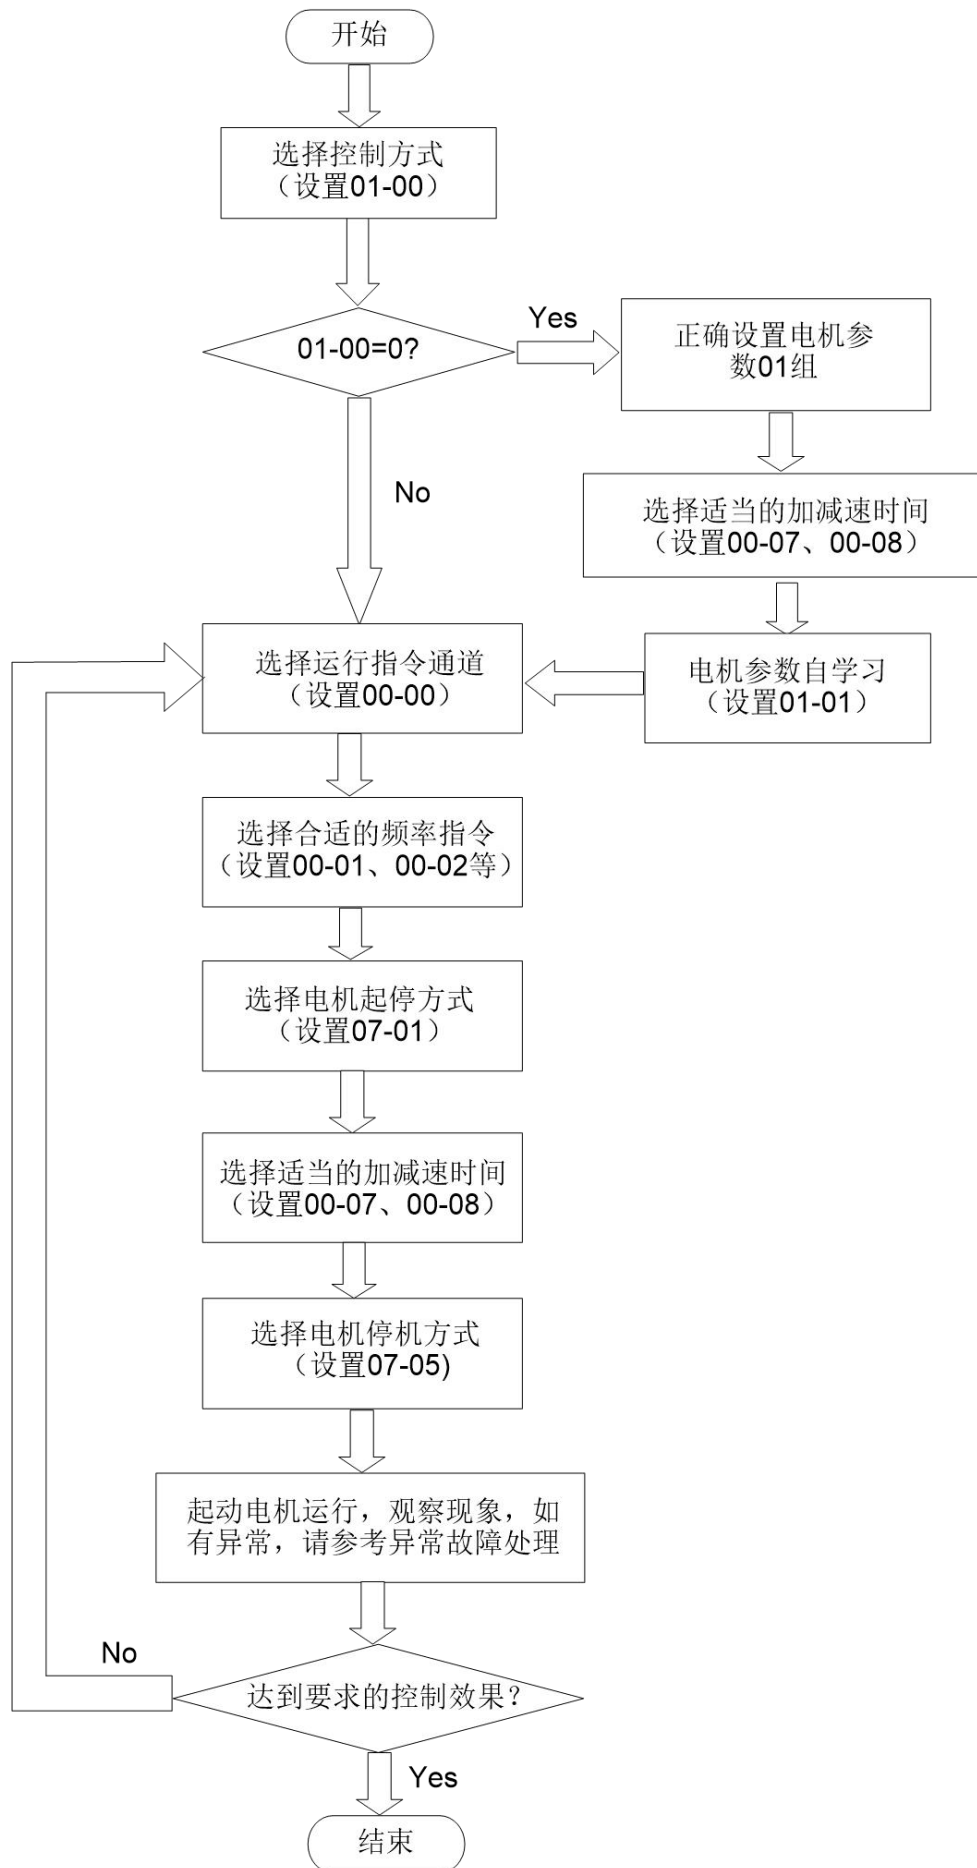 开始
选择控制方式
（设置01-00）
01-00=0?
Yes
正确设置电机参
数01组
No
选择适当的加减速时间
（设置00-07、00-08）
电机参数自学习
（设置01-01）
选择运行指令通道
（设置00-00）
选择合适的频率指令
（设置00-01、00-02等）
选择电机起停方式
（设置07-01）
选择适当的加减速时间
（设置00-07、00-08）
选择电机停机方式
（设置07-05)
起动电机运行，观察现象，如
有异常，请参考异常故障处理
No
达到要求的控制效果？
Yes
结束